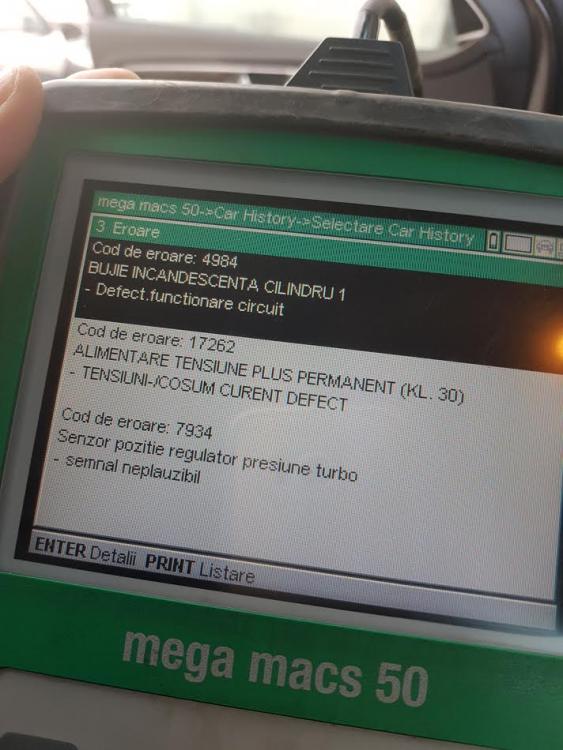 mega macs 50->Car History->Selectare Car History
3 Eroare
Cod de eroare: 4984
BUJIE INCANDESCENTA CILINDRU 1
- Defect.functionare circuit
Cod de eroare: 17262
ALIMENTARE TENSIUNE PLUS PERMANENT (KL. 30)
- TENSIUNI-/COSUM CURENT DEFECT
Cod de eroare: 7934
Senzor pozitie regulator presiune turbo
- semnal neplauzibil
ENTER Detalii PRINT Listare
mega macs 50